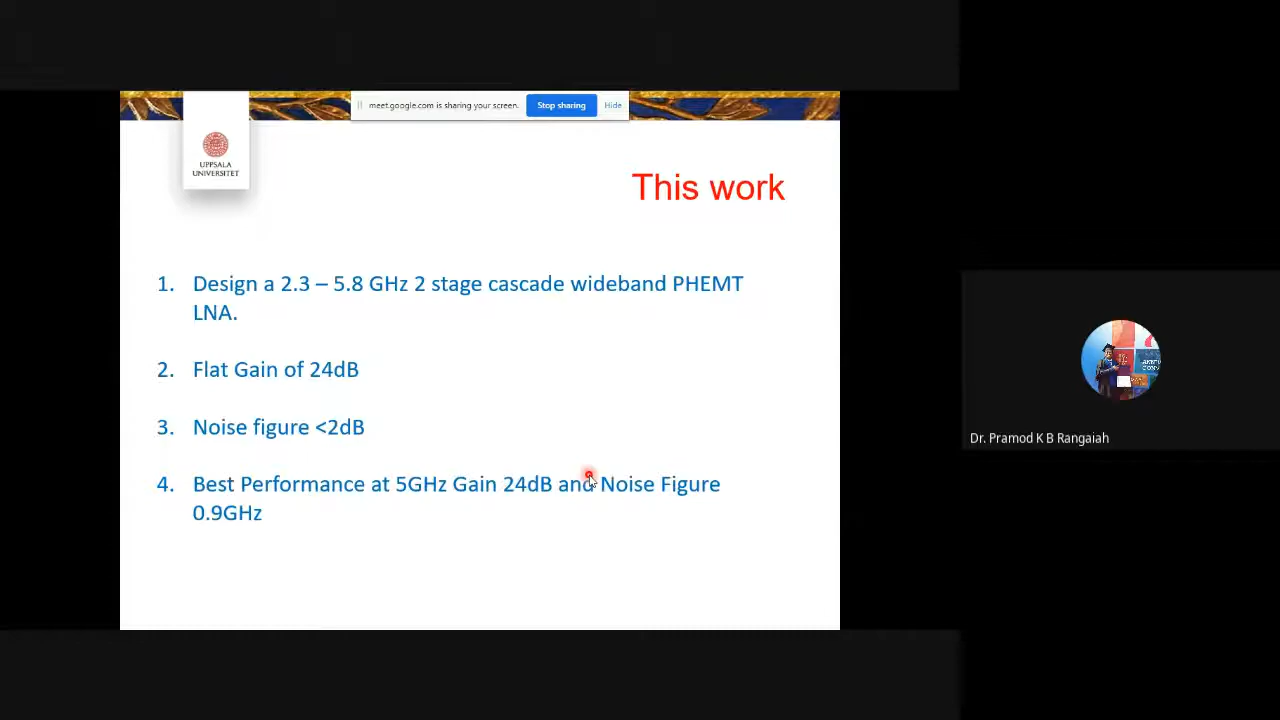 meet.google.com is sharing your screen. Stop sharing Hide
UPPSALA
UNIVERSITET
This work
1. Design a 2.3 – 5.8 GHz 2 stage cascade wideband PHEMT
LNA.
2. Flat Gain of 24dB
3. Noise figure <2dB
4. Best Performance at 5GHz Gain 24dB and Noise Figure
0.9GHz
Dr. Pramod K B Rangaiah